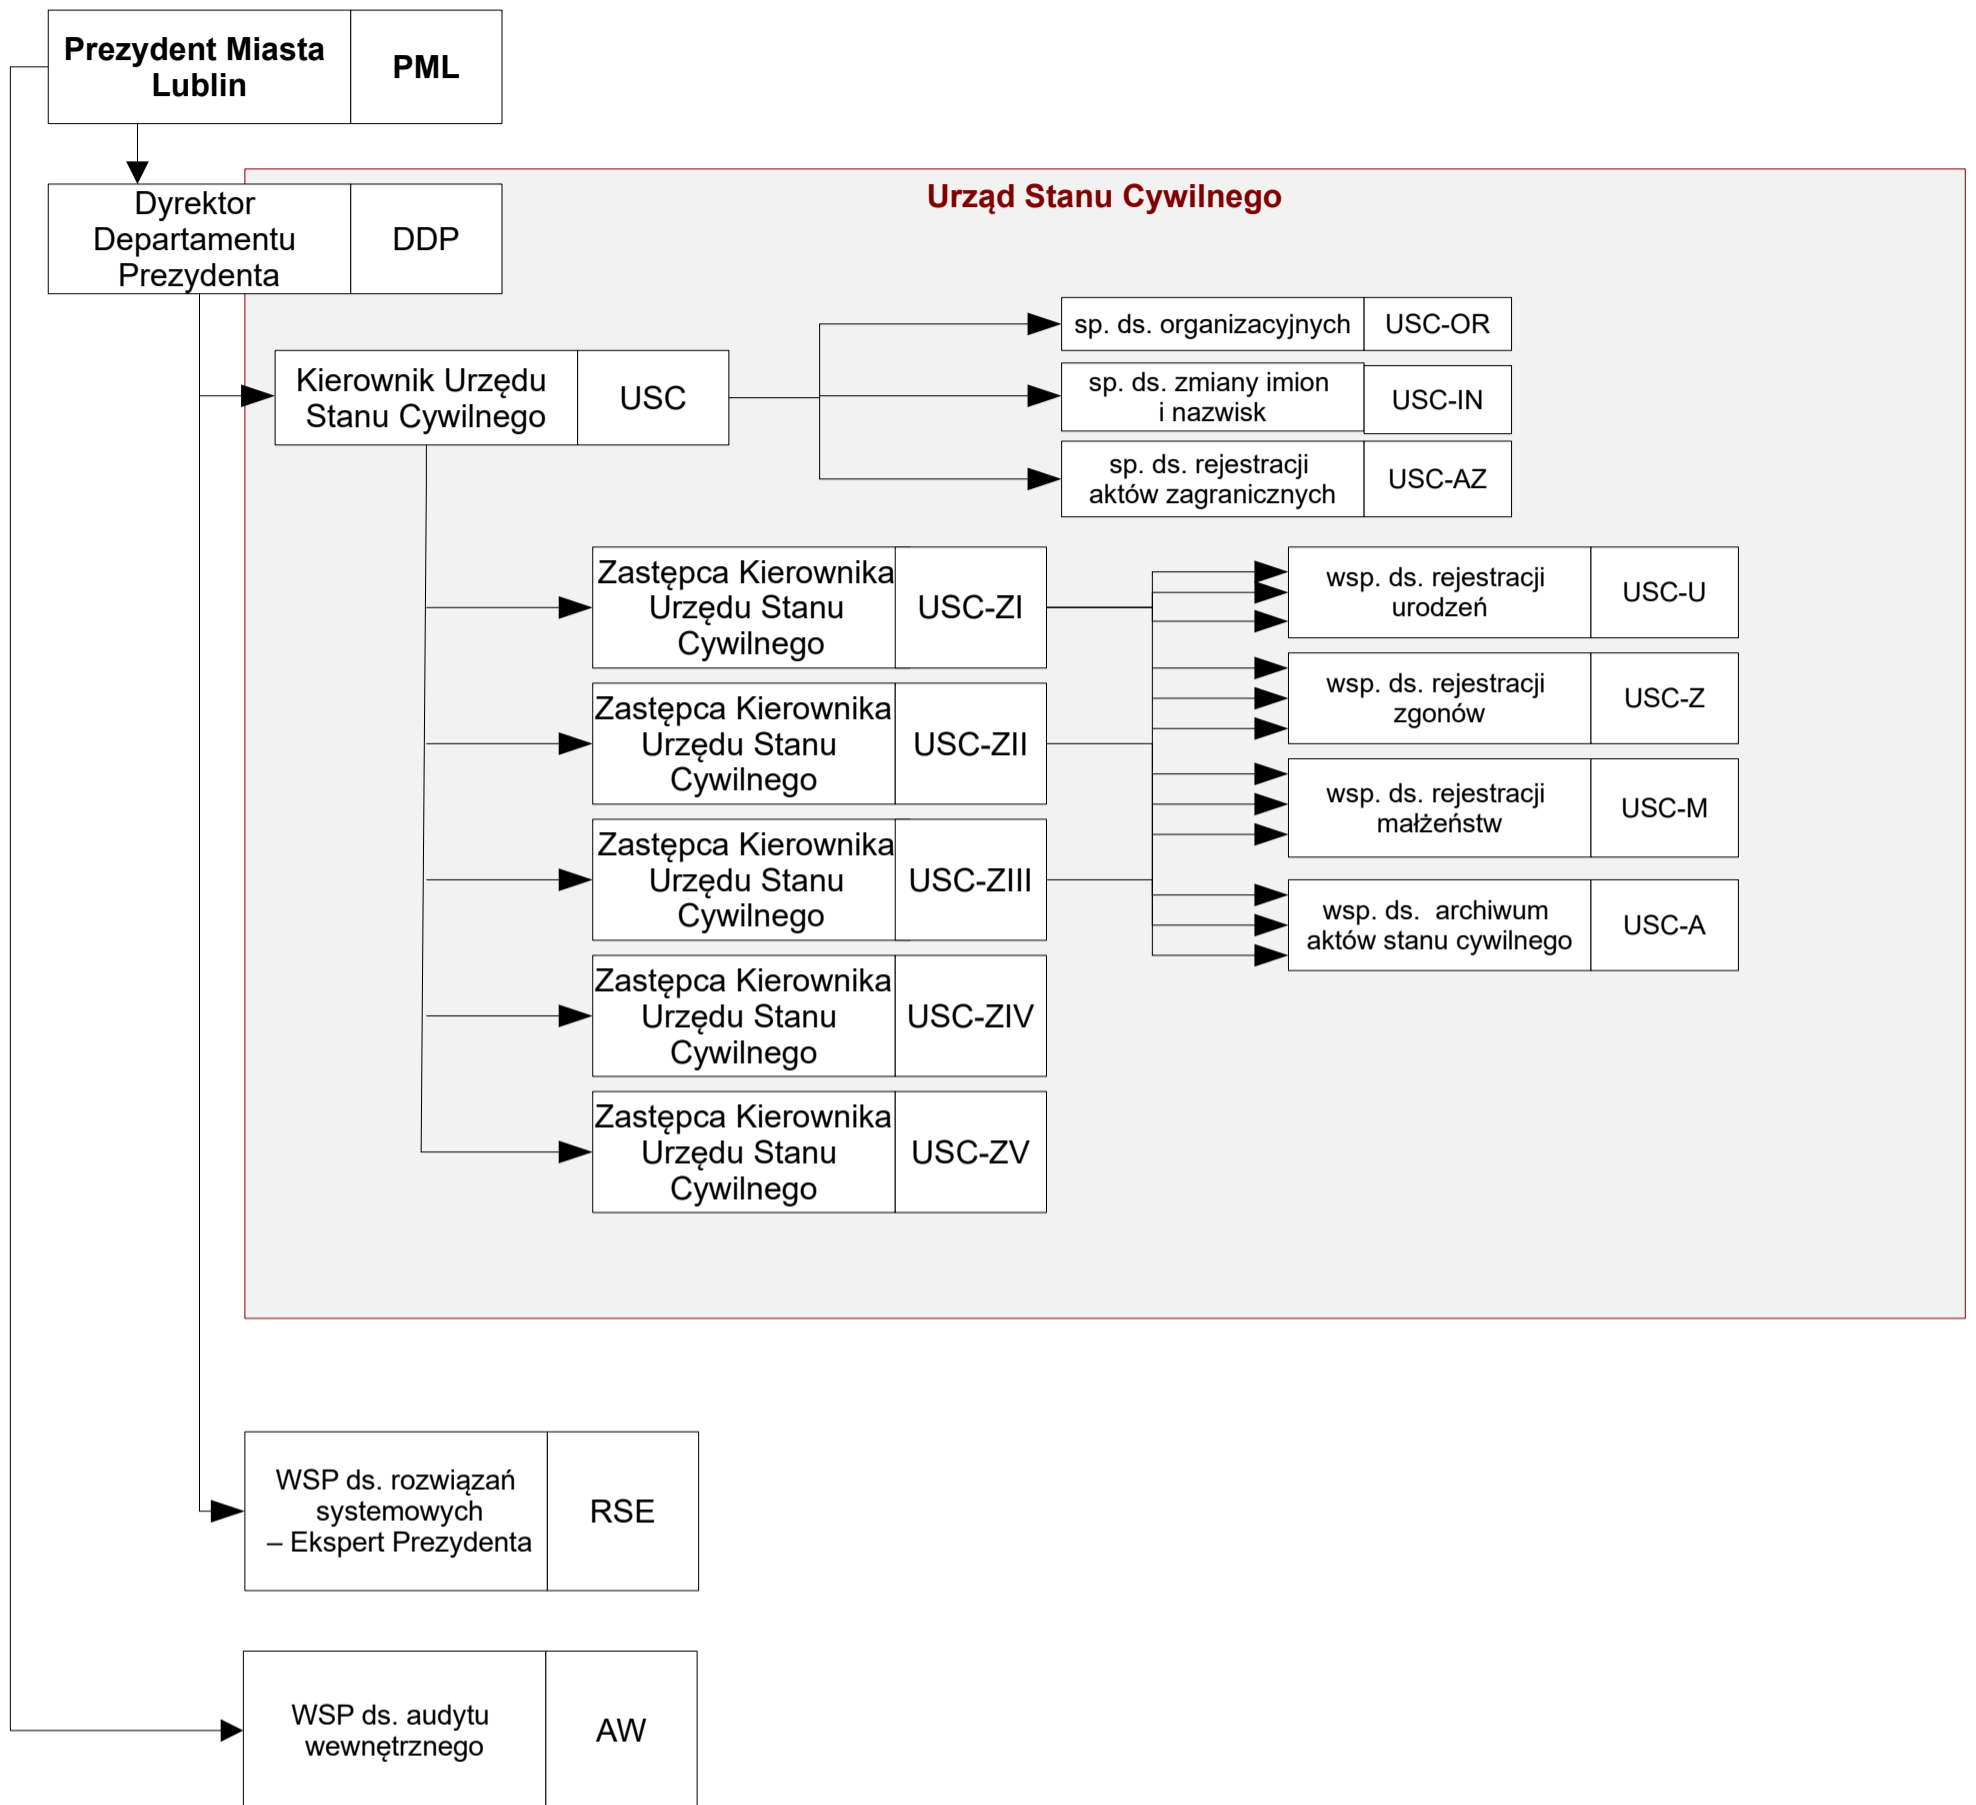 Prezydent Miasta
Lublin
PML
Urząd Stanu Cywilnego
Dyrektor
Departamentu
Prezydenta
DDP
sp. ds. organizacyjnych
USC-OR
Kierownik Urzędu
Stanu Cywilnego
USC
sp. ds. zmiany imion
i nazwisk
USC-IN
sp. ds. rejestracji
aktów zagranicznych
USC-AZ
Zastępca Kierownika
Urzędu Stanu
Cywilnego
USC-ZI
wsp. ds. rejestracji
urodzeń
USC-U
wsp. ds. rejestracji
zgonów
USC-Z
Zastępca Kierownika
Urzędu Stanu
Cywilnego
USC-ZII
wsp. ds. rejestracji
małżeństw
USC-M
Zastępca Kierownika
Urzędu Stanu
Cywilnego
USC-ZIII
wsp. ds. archiwum
aktów stanu cywilnego
USC-A
Zastępca Kierownika
Urzędu Stanu
Cywilnego
USC-ZIV
Zastępca Kierownika
Urzędu Stanu
Cywilnego
USC-ZV
WSP ds. rozwiązań
systemowych
– Ekspert Prezydenta
RSE
WSP ds. audytu
wewnętrznego
AW